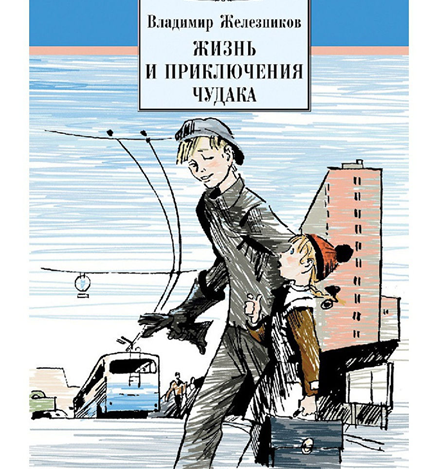 Владимир Железников
ЖИЗНЬ
И ПРИКЛЮЧЕНИЯ
ЧУДАКА